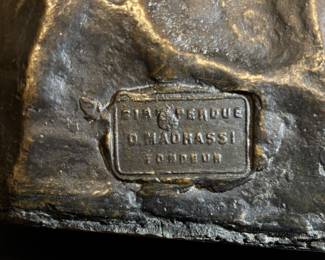 CIRE PERDUE
D. MADRASSI
FONDEUR